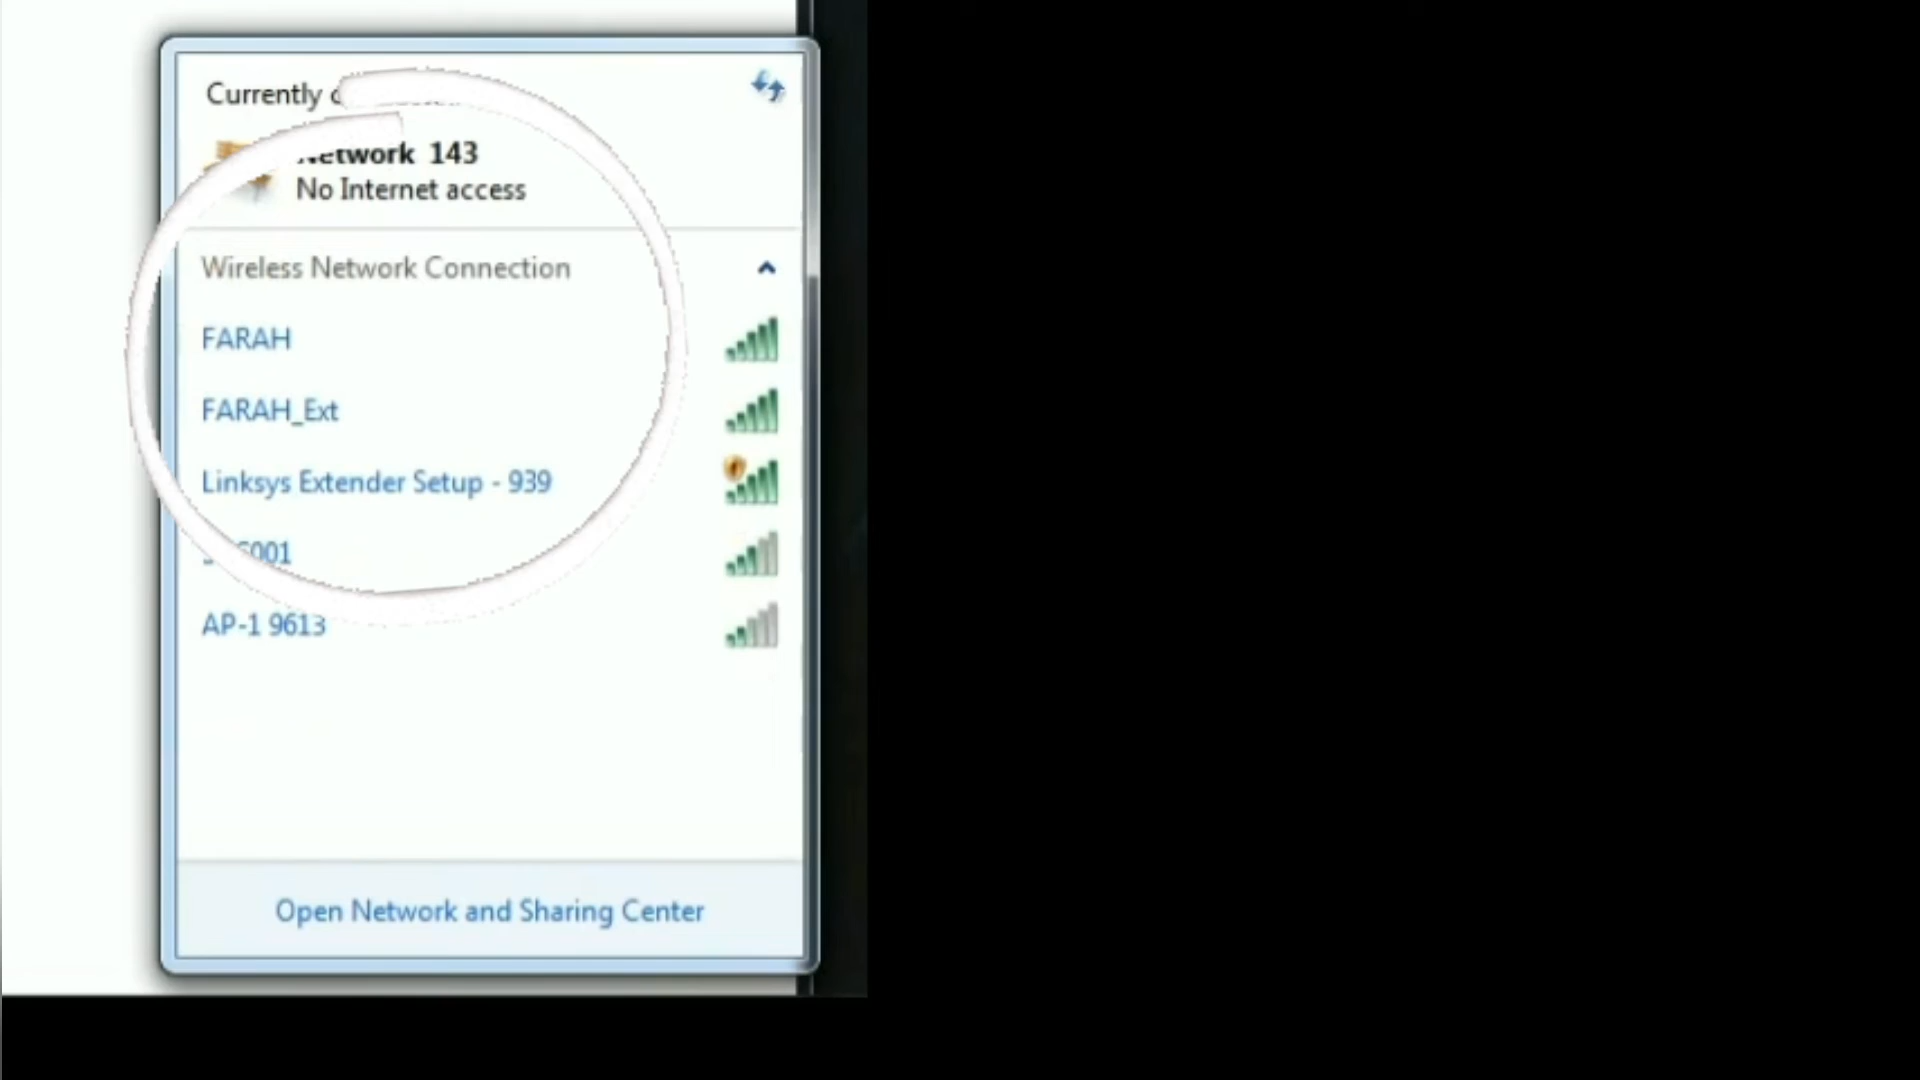 Currently
Network 143
No Internet access
Wireless Network Connection
FARAH
FARAH_Ext
Linksys Extender Setup - 939
AP-1 9613
Open Network and Sharing Center